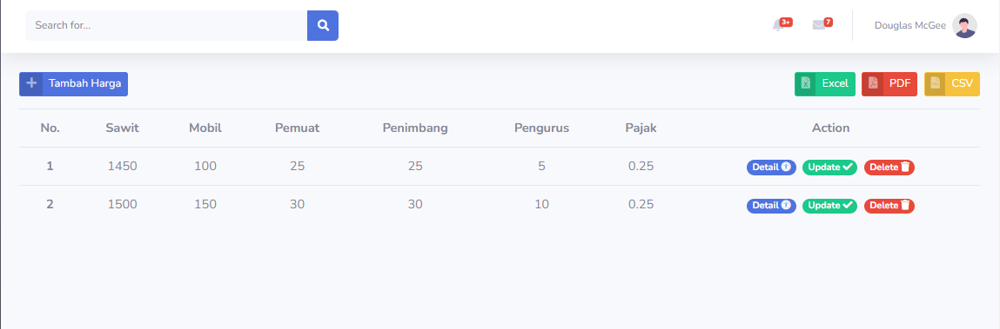 Search for...
3+
7
Douglas McGee
Tambah Harga
Excel
PDF
CSV
No. Sawit Mobil Pemuat Penimbang Pengurus Pajak Action
1 1450 100 25 25 5 0.25 Detail Update Delete
2 1500 150 30 30 10 0.25 Detail Update Delete